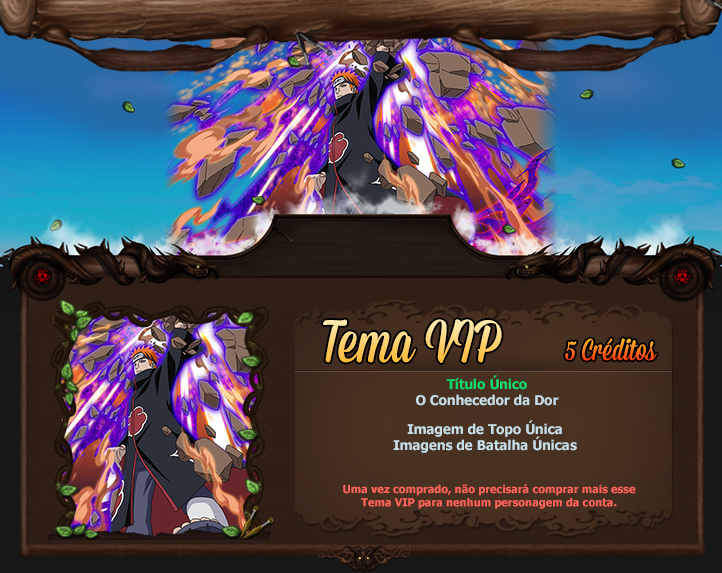 Tema VIP
5 Créditos
Título Único
O Conhecedor da Dor
Imagem de Topo Única
Imagens de Batalha Únicas
Uma vez comprado, não precisará comprar mais esse
Tema VIP para nenhum personagem da conta.